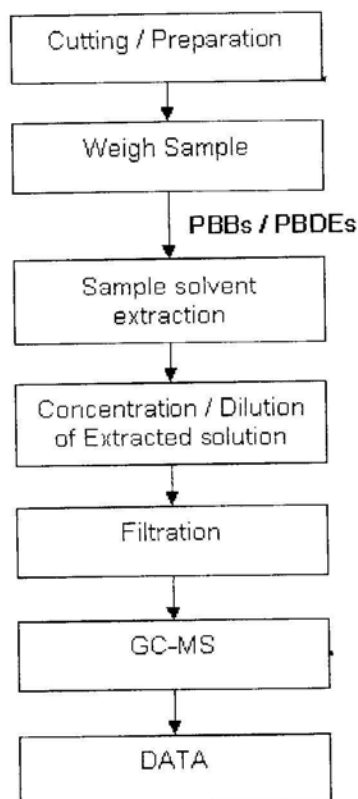 Cutting / Preparation
Weigh Sample
PBBs / PBDEs
Sample solvent
extraction
Concentration / Dilution
of Extracted solution
Filtration
GC-MS
DATA